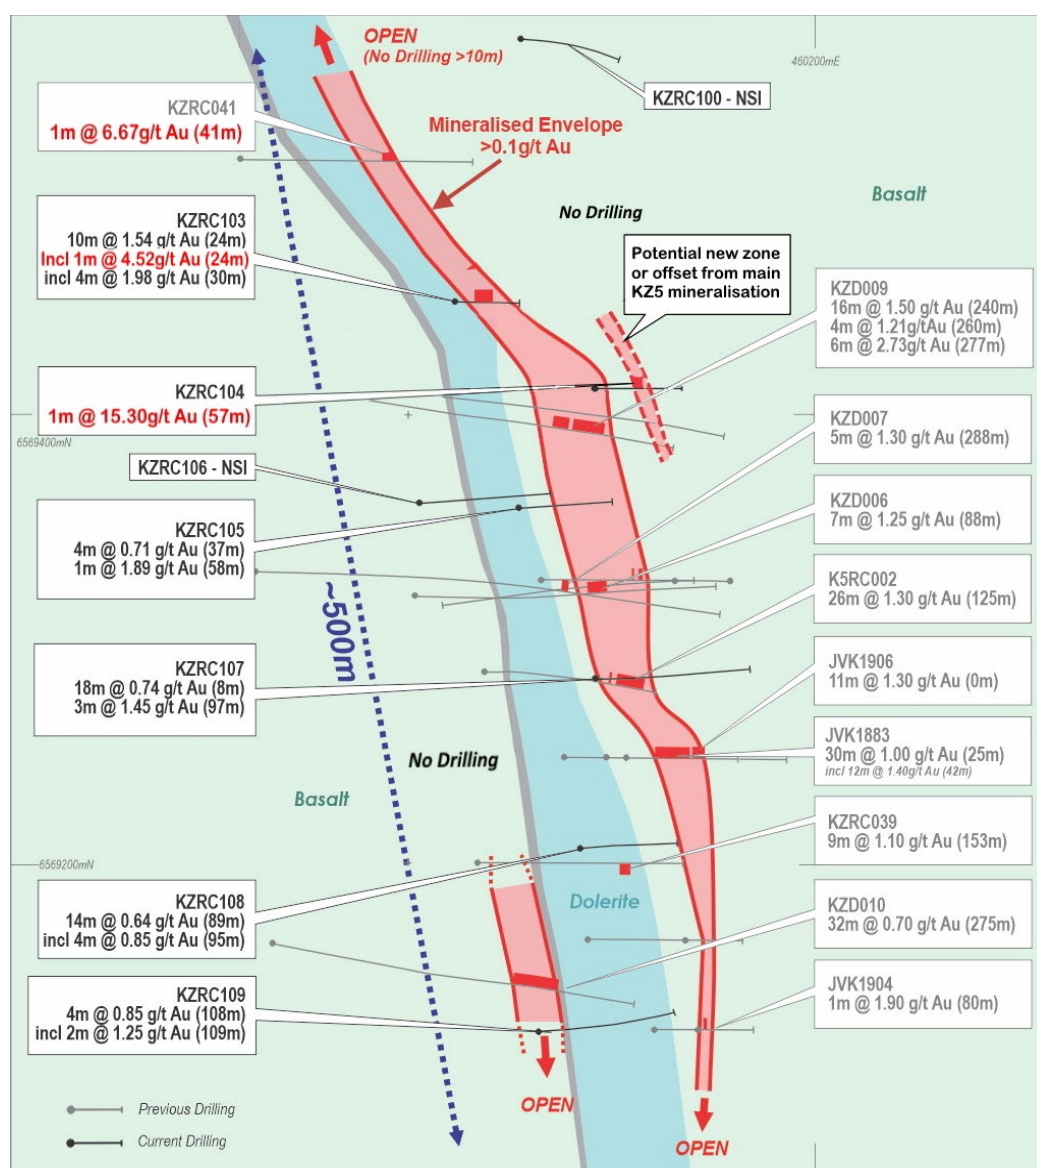 OPEN
(No Drilling >10m)
460200mE
KZRC100 - NSI
KZRC041
1m @ 6.67g/t Au (41m)
Mineralised Envelope
>0.1g/t Au
Basalt
No Drilling
KZRC103
10m @ 1.54 g/t Au (24m)
Incl 1m @ 4.52g/t Au (24m)
incl 4m @ 1.98 g/t Au (30m)
Potential new zone
or offset from main
KZ5 mineralisation
KZD009
16m @ 1.50 g/t Au (240m)
4m @ 1.21g/tAu (260m)
6m @ 2.73g/t Au (277m)
KZRC104
1m @ 15.30g/t Au (57m)
6569400mN
KZD007
5m @ 1.30 g/t Au (288m)
KZRC106 - NSI
KZD006
7m @ 1.25 g/t Au (88m)
KZRC105
4m @ 0.71 g/t Au (37m)
1m @ 1.89 g/t Au (58m)
K5RC002
26m @ 1.30 g/t Au (125m)
~500m
KZRC107
18m @ 0.74 g/t Au (8m)
3m @ 1.45 g/t Au (97m)
JVK1906
11m @ 1.30 g/t Au (0m)
JVK1883
30m @ 1.00 g/t Au (25m)
incl 12m @ 1.40g/t Au (42m)
No Drilling
Basalt
KZRC039
9m @ 1.10 g/t Au (153m)
6569200mN
KZRC108
14m @ 0.64 g/t Au (89m)
incl 4m @ 0.85 g/t Au (95m)
Dolerite
KZD010
32m @ 0.70 g/t Au (275m)
KZRC109
4m @ 0.85 g/t Au (108m)
incl 2m @ 1.25 g/t Au (109m)
JVK1904
1m @ 1.90 g/t Au (80m)
OPEN
OPEN
Previous Drilling
Current Drilling